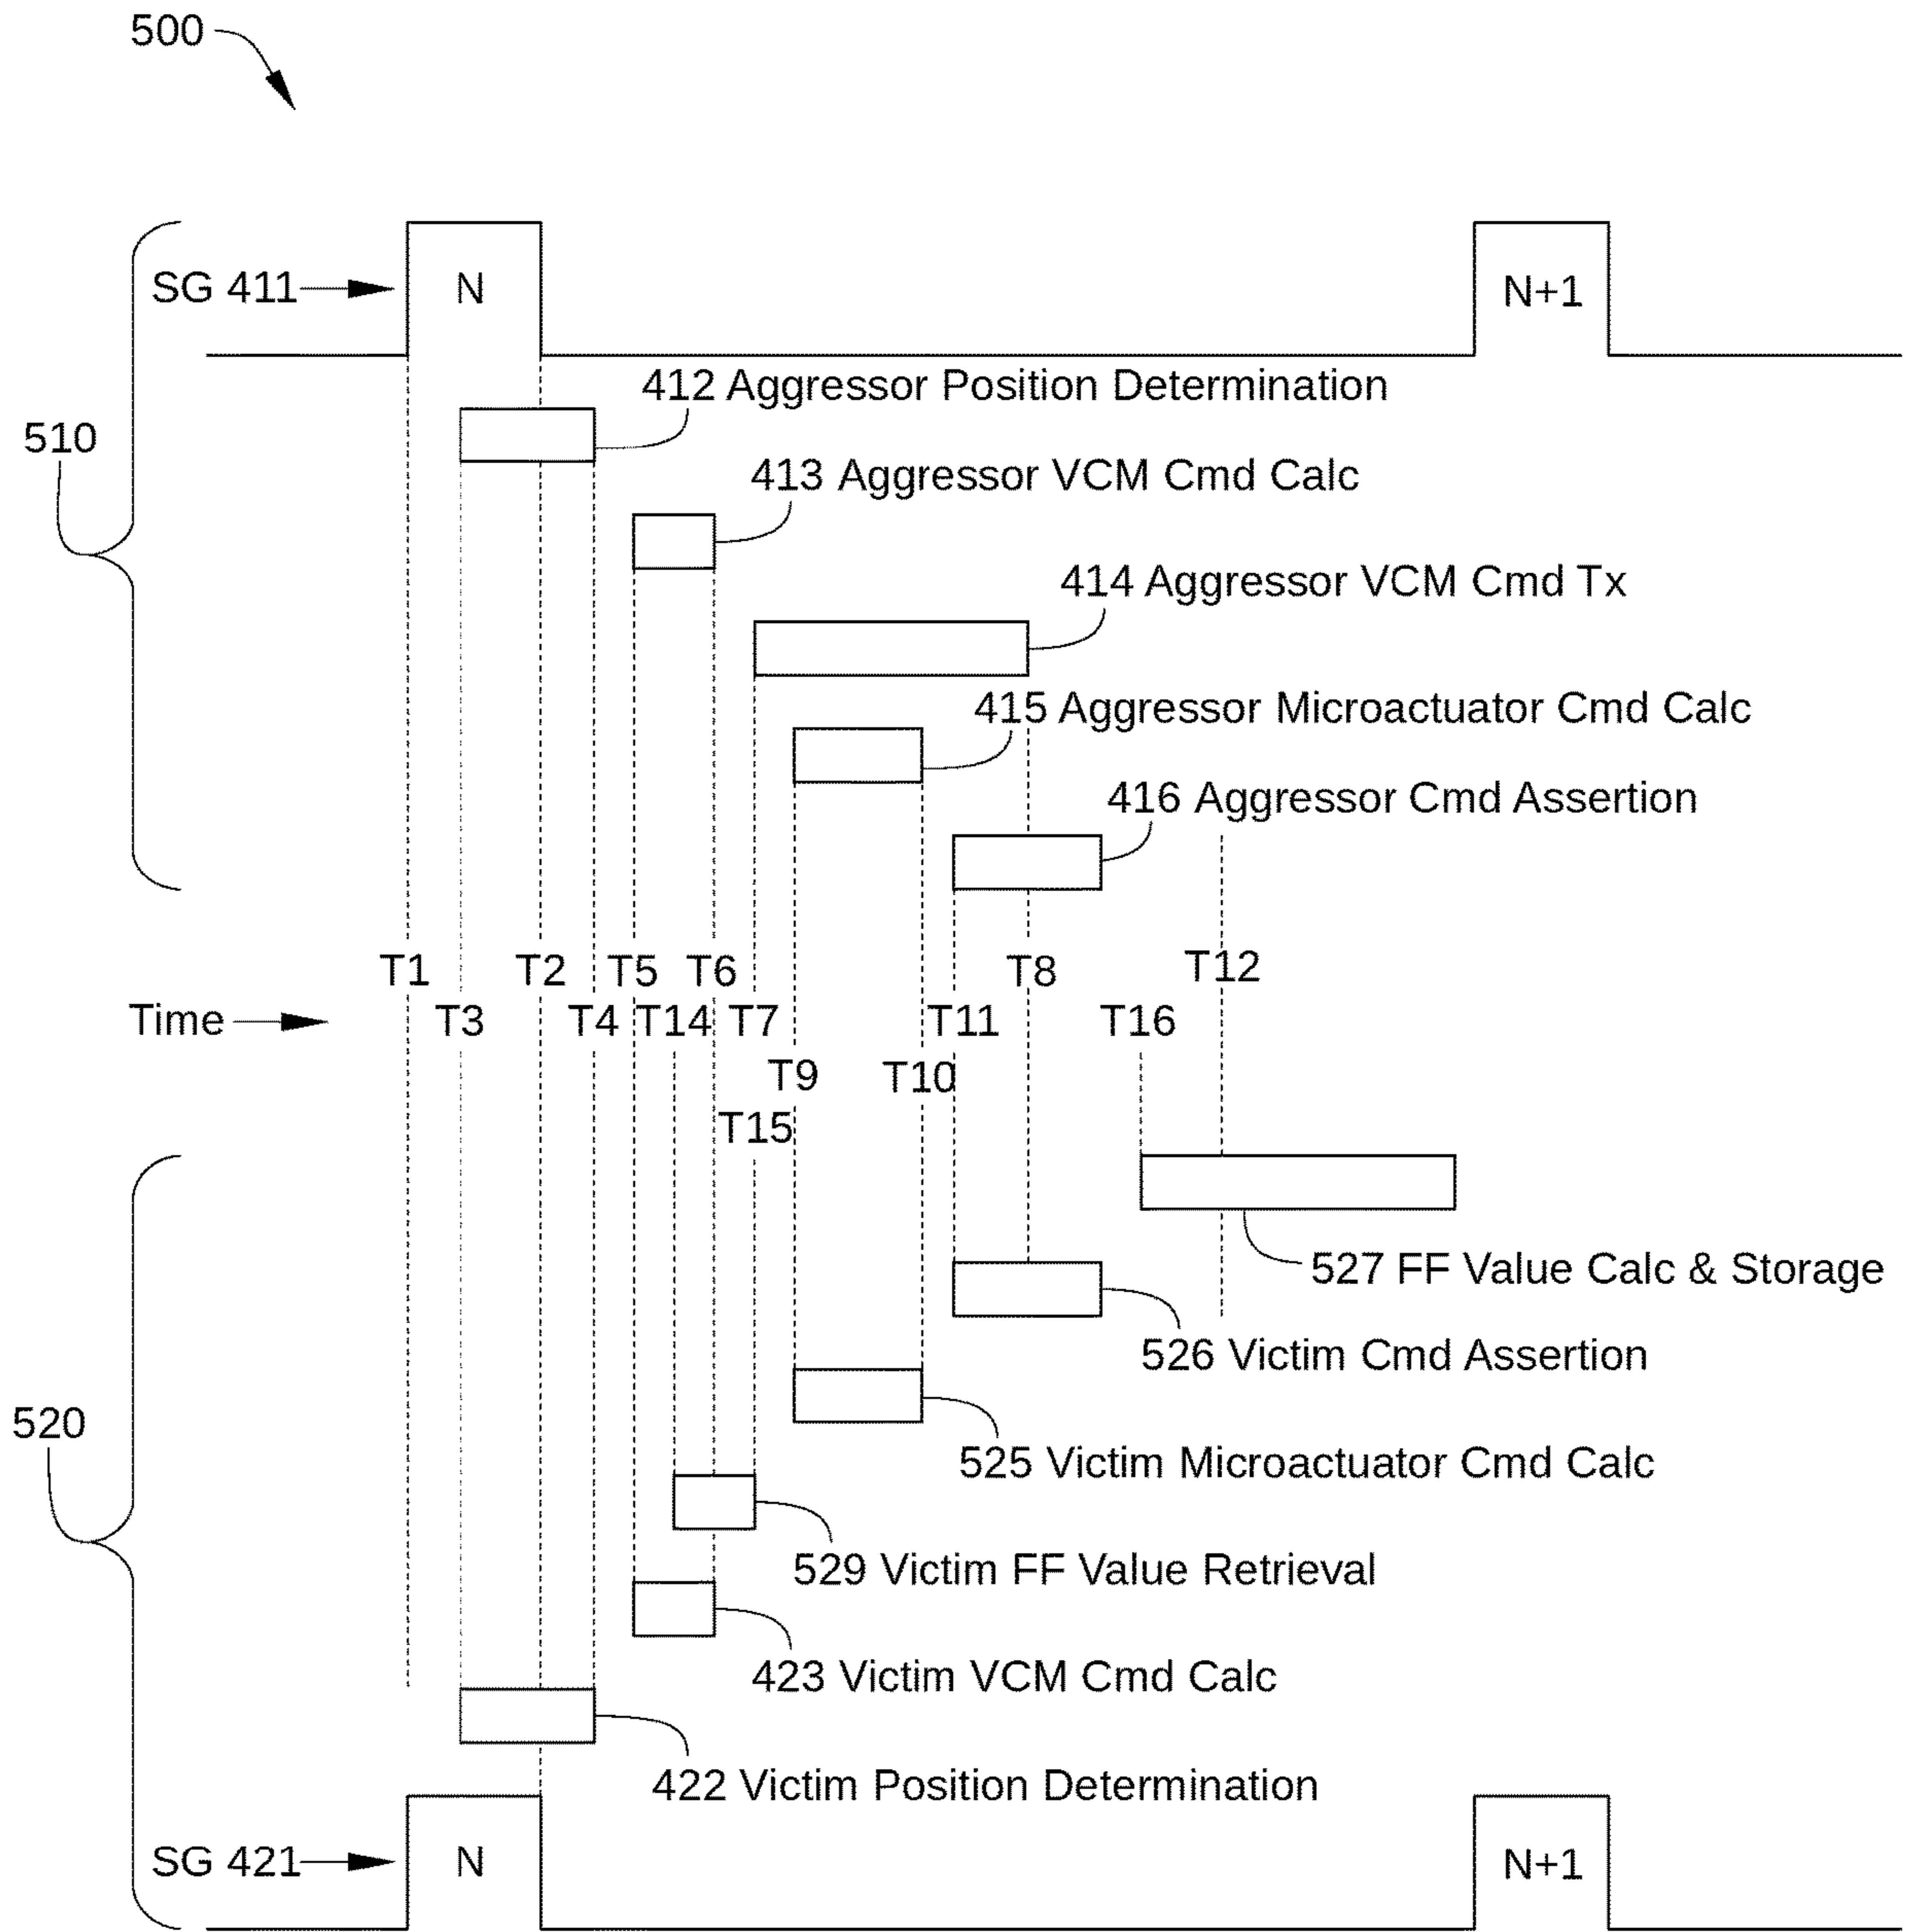 500
SG 411
N
N+1
412 Aggressor Position Determination
510
413 Aggressor VCM Cmd Calc
414 Aggressor VCM Cmd Tx
415 Aggressor Microactuator Cmd Calc
416 Aggressor Cmd Assertion
T1 T2 T5 T6 T8 T12
Time T3 T4 T14 T7 T11 T16
T9 T10
T15
527 FF Value Calc & Storage
526 Victim Cmd Assertion
520
525 Victim Microactuator Cmd Calc
529 Victim FF Value Retrieval
423 Victim VCM Cmd Calc
422 Victim Position Determination
SG 421
N
N+1